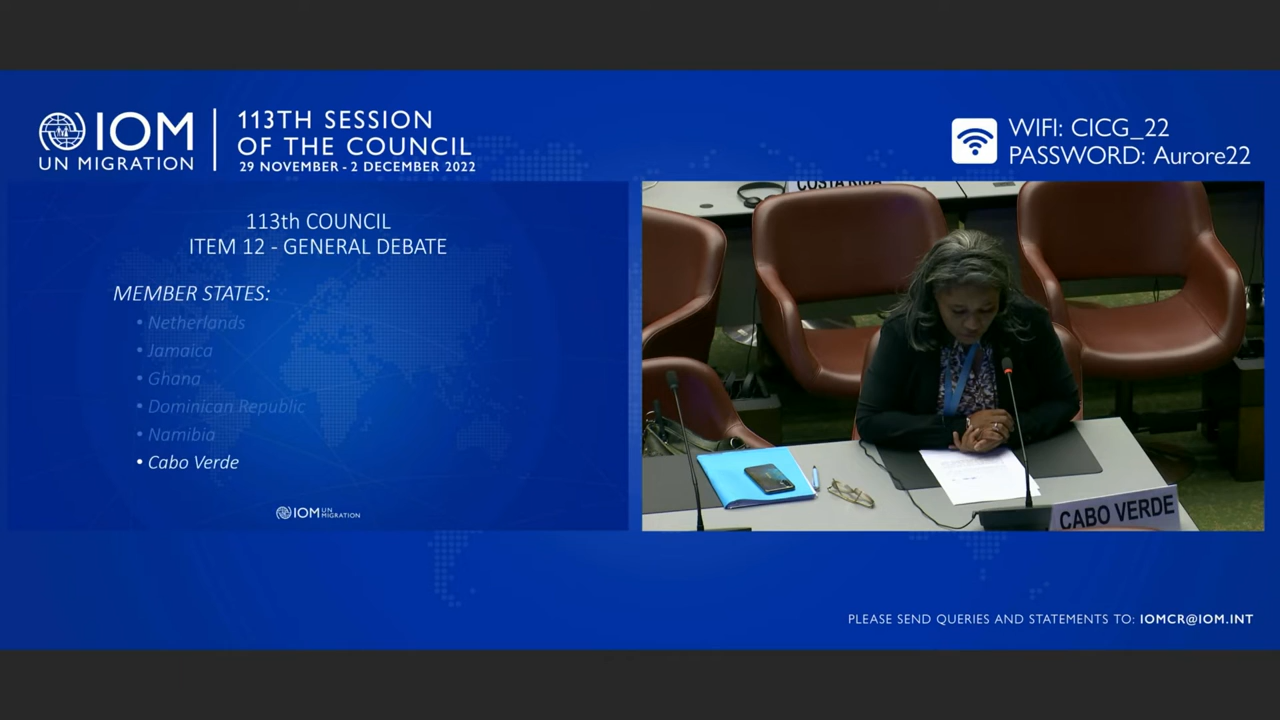 IOM
UN MIGRATION
113TH SESSION
OF THE COUNCIL
29 NOVEMBER - 2 DECEMBER 2022
WIFI: CICG_22
PASSWORD: Aurore22
113th COUNCIL
ITEM 12 - GENERAL DEBATE
MEMBER STATES:
• Netherlands
• Jamaica
• Ghana
• Dominican Republic
• Namibia
• Cabo Verde
IOM UN MIGRATION
COSTA RICA
CABO VERDE
PLEASE SEND QUERIES AND STATEMENTS TO: IOMCR@IOM.INT